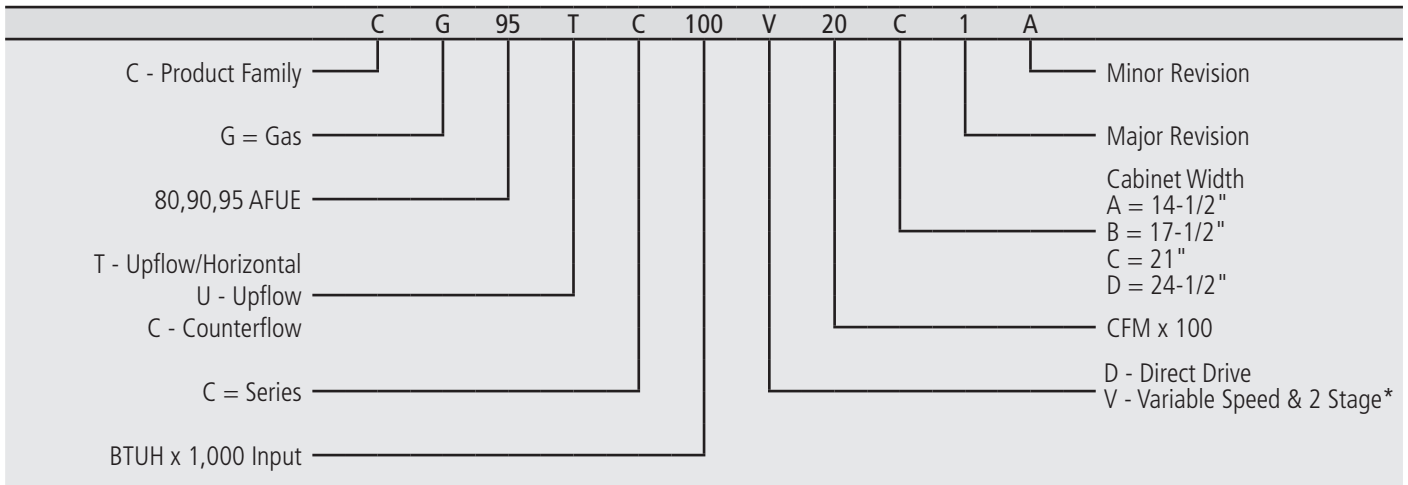 C G 95 T C 100 V 20 C 1 A
C - Product Family
G = Gas
80,90,95 AFUE
T - Upflow/Horizontal
U - Upflow
C - Counterflow
C = Series
BTUH x 1,000 Input
Minor Revision
Major Revision
Cabinet Width
A = 14-1/2"
B = 17-1/2"
C = 21"
D = 24-1/2"
CFM x 100
D - Direct Drive
V - Variable Speed & 2 Stage*